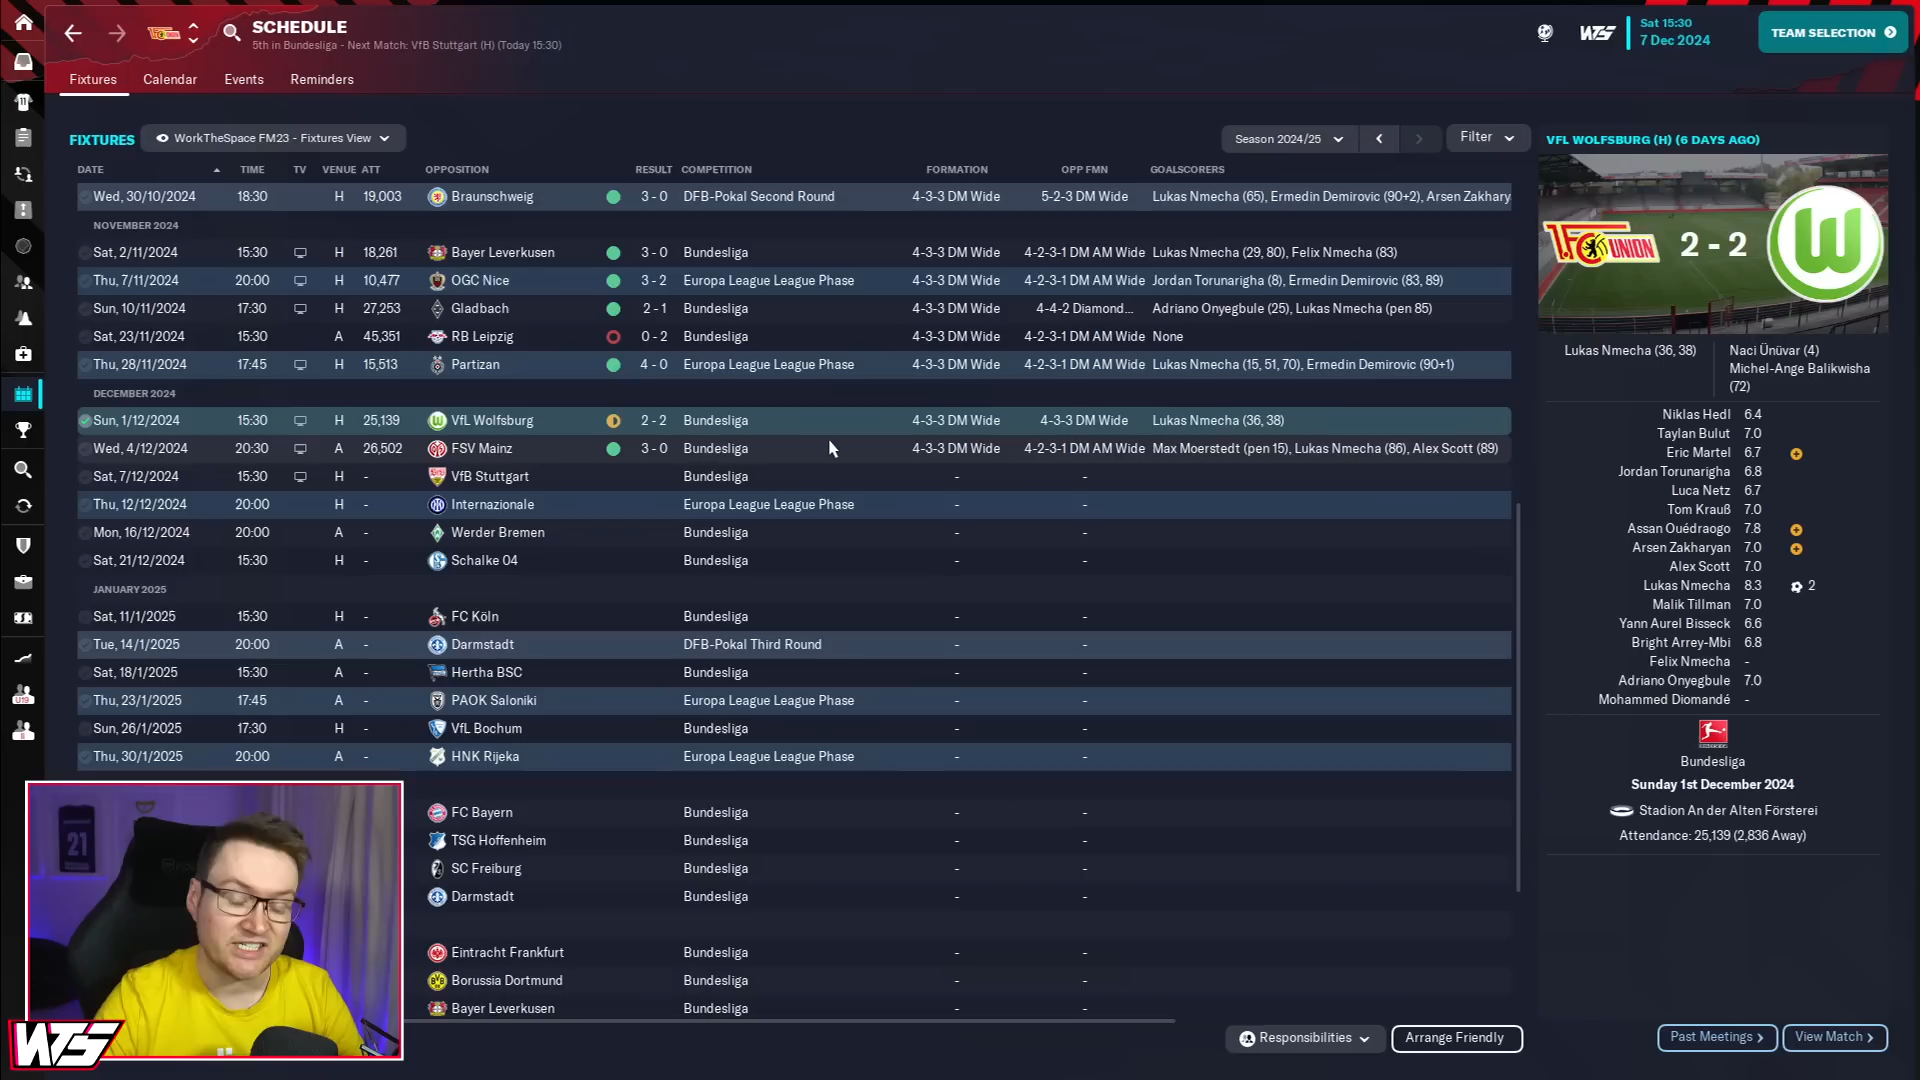 SCHEDULE
5th in Bundesliga - Next Match: VfB Stuttgart (H) (Today 15:30)
UNION
WTS
Sat 15:30
7 Dec 2024
TEAM SELECTION
Fixtures Calendar Events Reminders
FIXTURES
WorkTheSpace FM23 - Fixtures View
Season 2024/25
Filter
DATE TIME TV VENUE ATT OPPOSITION RESULT COMPETITION FORMATION OPP FMN GOALSCORERS
Wed, 30/10/2024 18:30 H 19,003 Braunschweig 3 - 0 DFB-Pokal Second Round 4-3-3 DM Wide 5-2-3 DM Wide Lukas Nmecha (65), Ermedin Demirovic (90+2), Arsen Zakhary
NOVEMBER 2024
Sat, 2/11/2024 15:30 H 18,261 Bayer Leverkusen 3 - 0 Bundesliga 4-3-3 DM Wide 4-2-3-1 DM AM Wide Lukas Nmecha (29, 80), Felix Nmecha (83)
Thu, 7/11/2024 20:00 H 10,477 OGC Nice 3 - 2 Europa League League Phase 4-3-3 DM Wide 4-2-3-1 DM AM Wide Jordan Torunarigha (8), Ermedin Demirovic (83, 89)
Sun, 10/11/2024 17:30 H 27,253 Gladbach 2 - 1 Bundesliga 4-3-3 DM Wide 4-4-2 Diamond... Adriano Onyegbule (25), Lukas Nmecha (pen 85)
Sat, 23/11/2024 15:30 A 45,351 RB Leipzig 0 - 2 Bundesliga 4-3-3 DM Wide 4-2-3-1 DM AM Wide None
Thu, 28/11/2024 17:45 H 15,513 Partizan 4 - 0 Europa League League Phase 4-3-3 DM Wide 4-2-3-1 DM AM Wide Lukas Nmecha (15, 51, 70), Ermedin Demirovic (90+1)
DECEMBER 2024
Sun, 1/12/2024 15:30 H 25,139 VfL Wolfsburg 2 - 2 Bundesliga 4-3-3 DM Wide 4-3-3 DM Wide Lukas Nmecha (36, 38)
Wed, 4/12/2024 20:30 A 26,502 FSV Mainz 3 - 0 Bundesliga 4-3-3 DM Wide 4-2-3-1 DM AM Wide Max Moerstedt (pen 15), Lukas Nmecha (86), Alex Scott (89)
Sat, 7/12/2024 15:30 H - VfB Stuttgart Bundesliga - -
Thu, 12/12/2024 20:00 H - Internazionale Europa League League Phase - -
Mon, 16/12/2024 20:00 A - Werder Bremen Bundesliga - -
Sat, 21/12/2024 15:30 H - Schalke 04 Bundesliga - -
JANUARY 2025
Sat, 11/1/2025 15:30 H - FC Köln Bundesliga - -
Tue, 14/1/2025 20:00 A - Darmstadt DFB-Pokal Third Round - -
Sat, 18/1/2025 15:30 A - Hertha BSC Bundesliga - -
Thu, 23/1/2025 17:45 A - PAOK Saloniki Europa League League Phase - -
Sun, 26/1/2025 17:30 H - VfL Bochum Bundesliga - -
Thu, 30/1/2025 20:00 A - HNK Rijeka Europa League League Phase - -
FC Bayern Bundesliga - -
TSG Hoffenheim Bundesliga - -
SC Freiburg Bundesliga - -
Darmstadt Bundesliga - -
Eintracht Frankfurt Bundesliga - -
Borussia Dortmund Bundesliga - -
Bayer Leverkusen Bundesliga - -
Responsibilities
Arrange Friendly
VFL WOLFSBURG (H) (6 DAYS AGO)
1.FC UNION 2 - 2 W
Lukas Nmecha (36, 38)
Naci Ünüvar (4)
Michel-Ange Balikwisha
(72)
Niklas Hedl 6.4
Taylan Bulut 7.0
Eric Martel 6.7
Jordan Torunarigha 6.8
Luca Netz 6.7
Tom Krauß 7.0
Assan Ouédraogo 7.8
Arsen Zakharyan 7.0
Alex Scott 7.0
Lukas Nmecha 8.3 2
Malik Tillman 7.0
Yann Aurel Bisseck 6.6
Bright Arrey-Mbi 6.8
Felix Nmecha -
Adriano Onyegbule 7.0
Mohammed Diomandé -
Bundesliga
Sunday 1st December 2024
Stadion An der Alten Försterei
Attendance: 25,139 (2,836 Away)
Past Meetings
View Match
11
U19
II
21
WTS